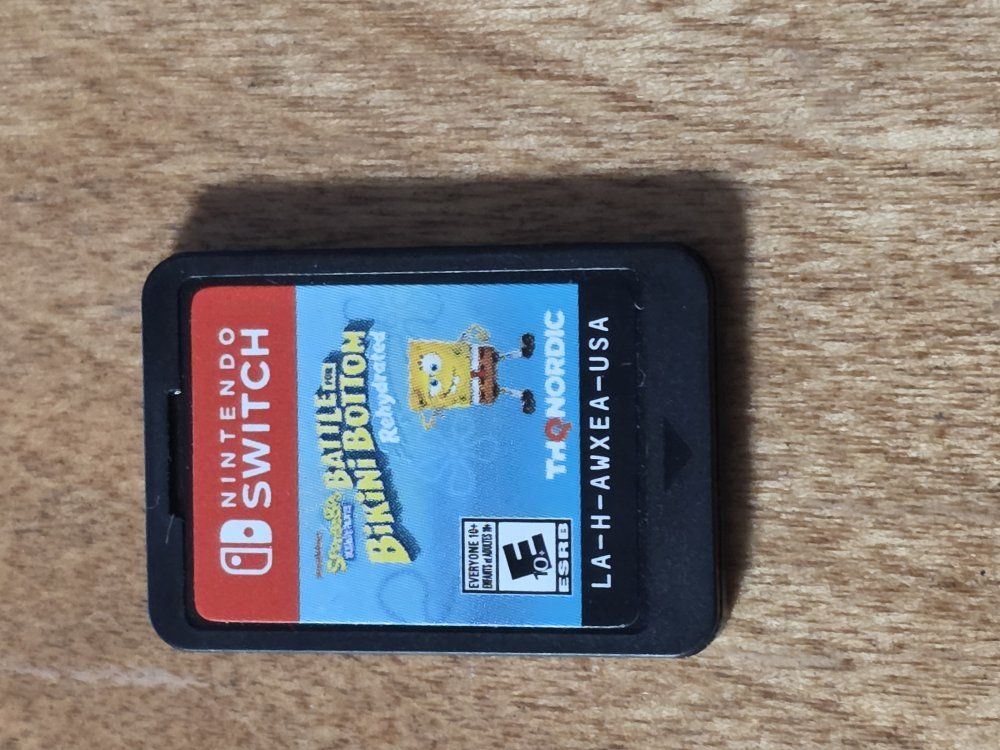 NINTENDO
SWITCH
nickelodeon
SpongeBob
SQUAREPANTS
BATTLE FOR
BIKINI BOTTOM
Rehydrated
EVERYONE 10+
ENFANTS et ADULTES 10+
E
10+
ESRB
THQ NORDIC
LA-H-AWXEA-USA